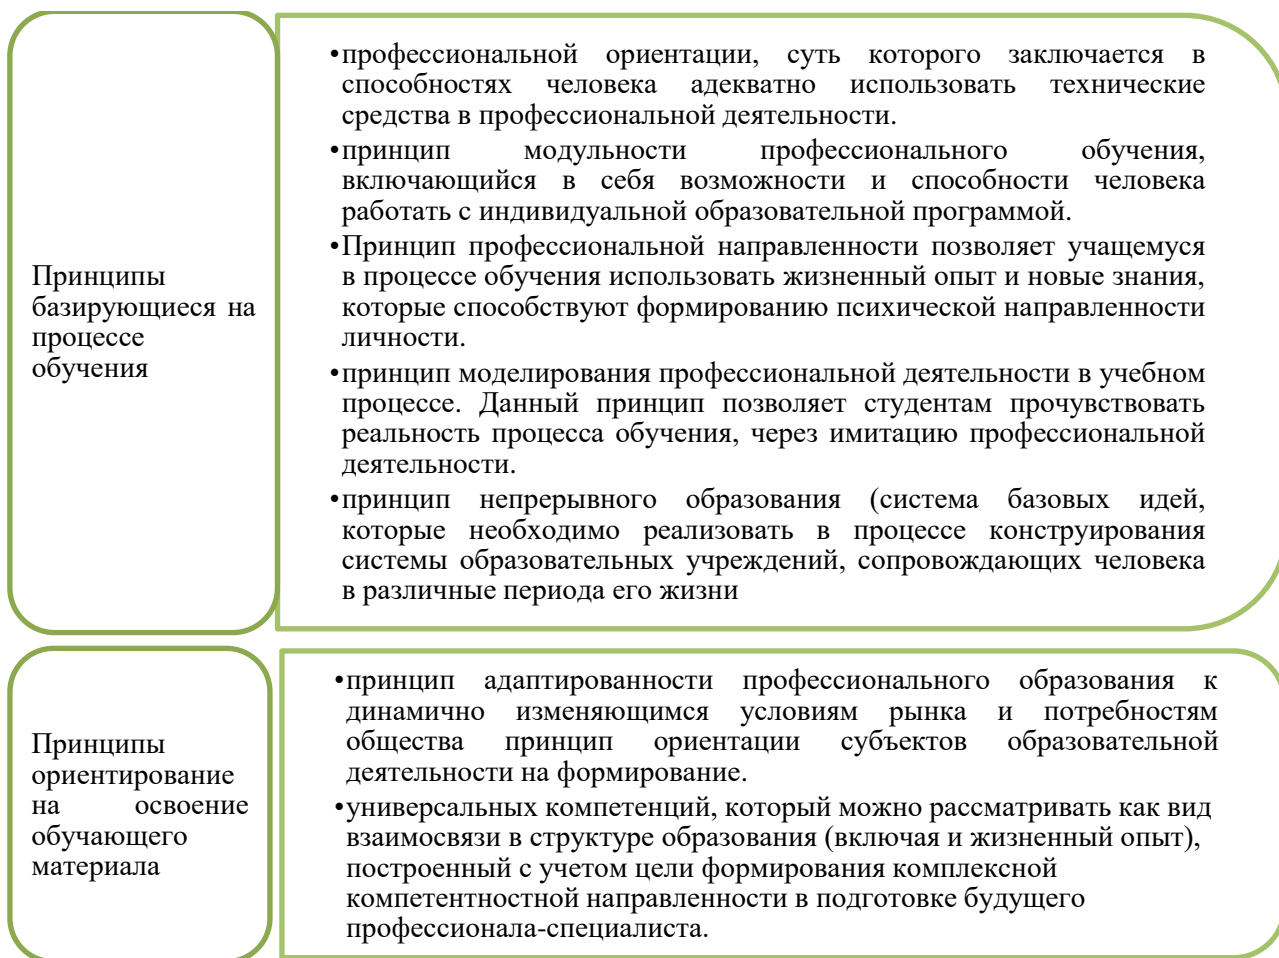 Принципы
базирующиеся на
процессе
обучения
•профессиональной ориентации, суть которого заключается в
способностях человека адекватно использовать технические
средства в профессиональной деятельности.
•принцип модульности профессионального обучения,
включающийся в себя возможности и способности человека
работать с индивидуальной образовательной программой.
•Принцип профессиональной направленности позволяет учащемуся
в процессе обучения использовать жизненный опыт и новые знания,
которые способствуют формированию психической направленности
личности.
•принцип моделирования профессиональной деятельности в учебном
процессе. Данный принцип позволяет студентам прочувствовать
реальность процесса обучения, через имитацию профессиональной
деятельности.
•принцип непрерывного образования (система базовых идей,
которые необходимо реализовать в процессе конструирования
системы образовательных учреждений, сопровождающих человека
в различные периода его жизни
Принципы
ориентирование
на освоение
обучающего
материала
•принцип адаптированности профессионального образования к
динамично изменяющимся условиям рынка и потребностям
общества принцип ориентации субъектов образовательной
деятельности на формирование.
•универсальных компетенций, который можно рассматривать как вид
взаимосвязи в структуре образования (включая и жизненный опыт),
построенный с учетом цели формирования комплексной
компетентностной направленности в подготовке будущего
профессионала-специалиста.